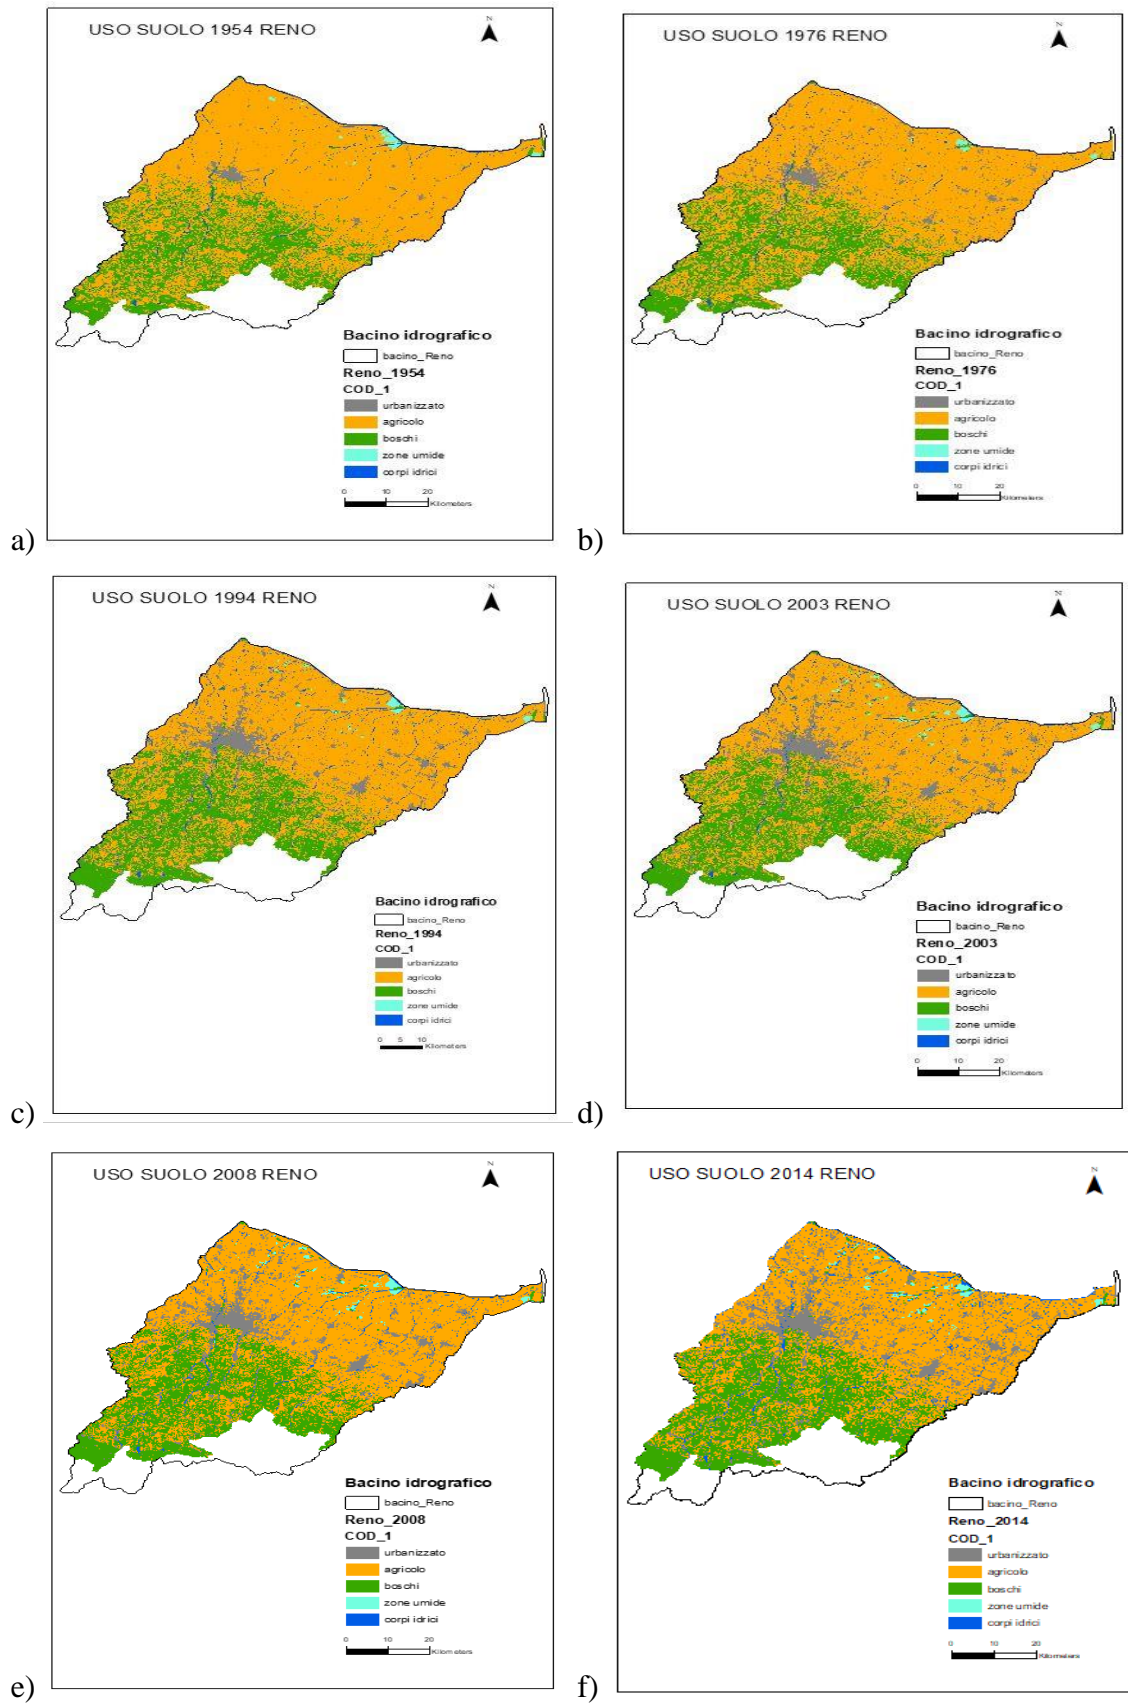 USO SUOLO 1954 RENO
N
Bacino idrografico
bacino_Reno
Reno_1954
COD_1
urbanizzato
agricolo
boschi
zone umide
corpi idrici
0 10 20
Kilometers
a)
USO SUOLO 1976 RENO
N
Bacino idrografico
bacino_Reno
Reno_1976
COD_1
urbanizzato
agricolo
boschi
zone umide
corpi idrici
0 10 20
Kilometers
b)
USO SUOLO 1994 RENO
N
Bacino idrografico
bacino_Reno
Reno_1994
COD_1
urbanizzato
agricolo
boschi
zone umide
corpi idrici
0 5 10
Kilometers
c)
USO SUOLO 2003 RENO
N
Bacino idrografico
bacino_Reno
Reno_2003
COD_1
urbanizzato
agricolo
boschi
zone umide
corpi idrici
0 10 20
Kilometers
d)
USO SUOLO 2008 RENO
N
Bacino idrografico
bacino_Reno
Reno_2008
COD_1
urbanizzato
agricolo
boschi
zone umide
corpi idrici
0 10 20
Kilometers
e)
USO SUOLO 2014 RENO
N
Bacino idrografico
bacino_Reno
Reno_2014
COD_1
urbanizzato
agricolo
boschi
zone umide
corpi idrici
0 10 20
Kilometers
f)